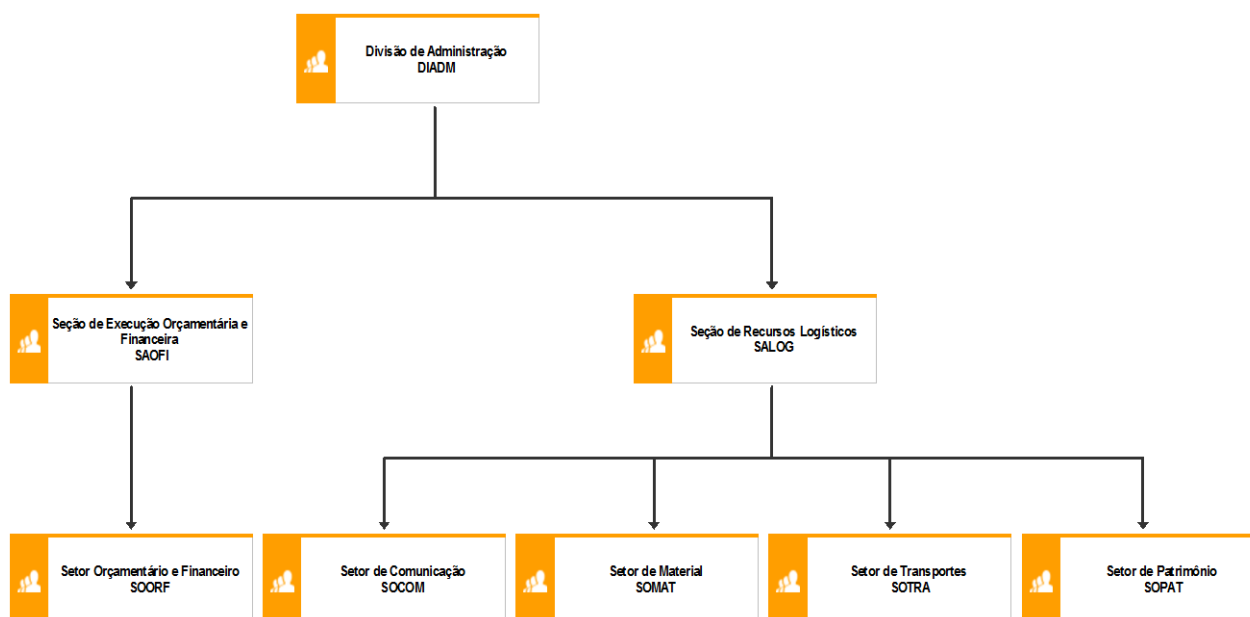 Divisão de Administração
DIADM
Seção de Execução Orçamentária e
Financeira
SAOFI
Seção de Recursos Logísticos
SALOG
Setor Orçamentário e Financeiro
SOORF
Setor de Comunicação
SOCOM
Setor de Material
SOMAT
Setor de Transportes
SOTRA
Setor de Patrimônio
SOPAT